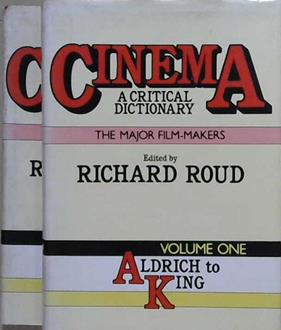 C
R
CINEMA
A CRITICAL
DICTIONARY
THE MAJOR FILM-MAKERS
Edited by
RICHARD ROUD
VOLUME ONE
ALDRICH to
KING